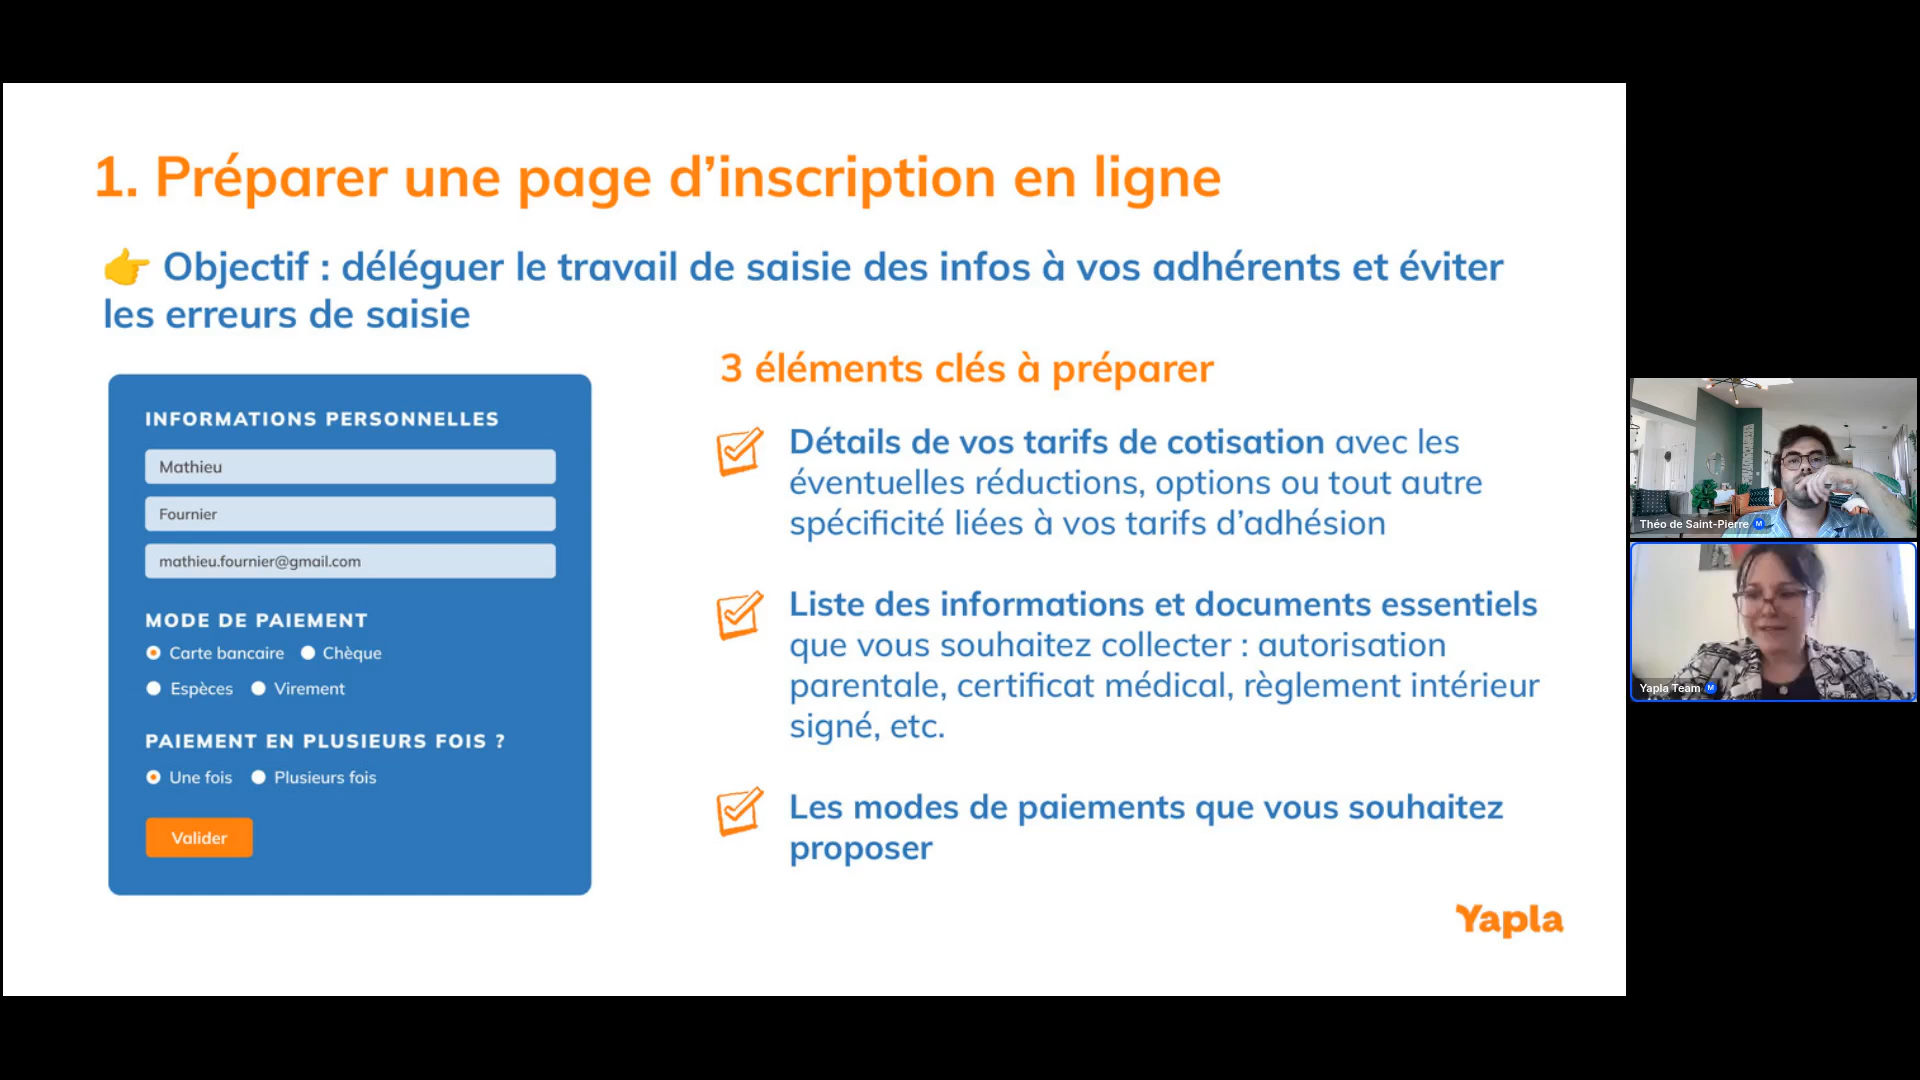 1. Préparer une page d’inscription en ligne
👉 Objectif : déléguer le travail de saisie des infos à vos adhérents et éviter
les erreurs de saisie
INFORMATIONS PERSONNELLES
Mathieu
Fournier
mathieu.fournier@gmail.com
MODE DE PAIEMENT
Carte bancaire Chèque
Espèces Virement
PAIEMENT EN PLUSIEURS FOIS ?
Une fois Plusieurs fois
Valider
3 éléments clés à préparer
Détails de vos tarifs de cotisation avec les
éventuelles réductions, options ou tout autre
spécificité liées à vos tarifs d’adhésion
Liste des informations et documents essentiels
que vous souhaitez collecter : autorisation
parentale, certificat médical, règlement intérieur
signé, etc.
Les modes de paiements que vous souhaitez
proposer
Yapla
Théo de Saint-Pierre M
Yapla Team M